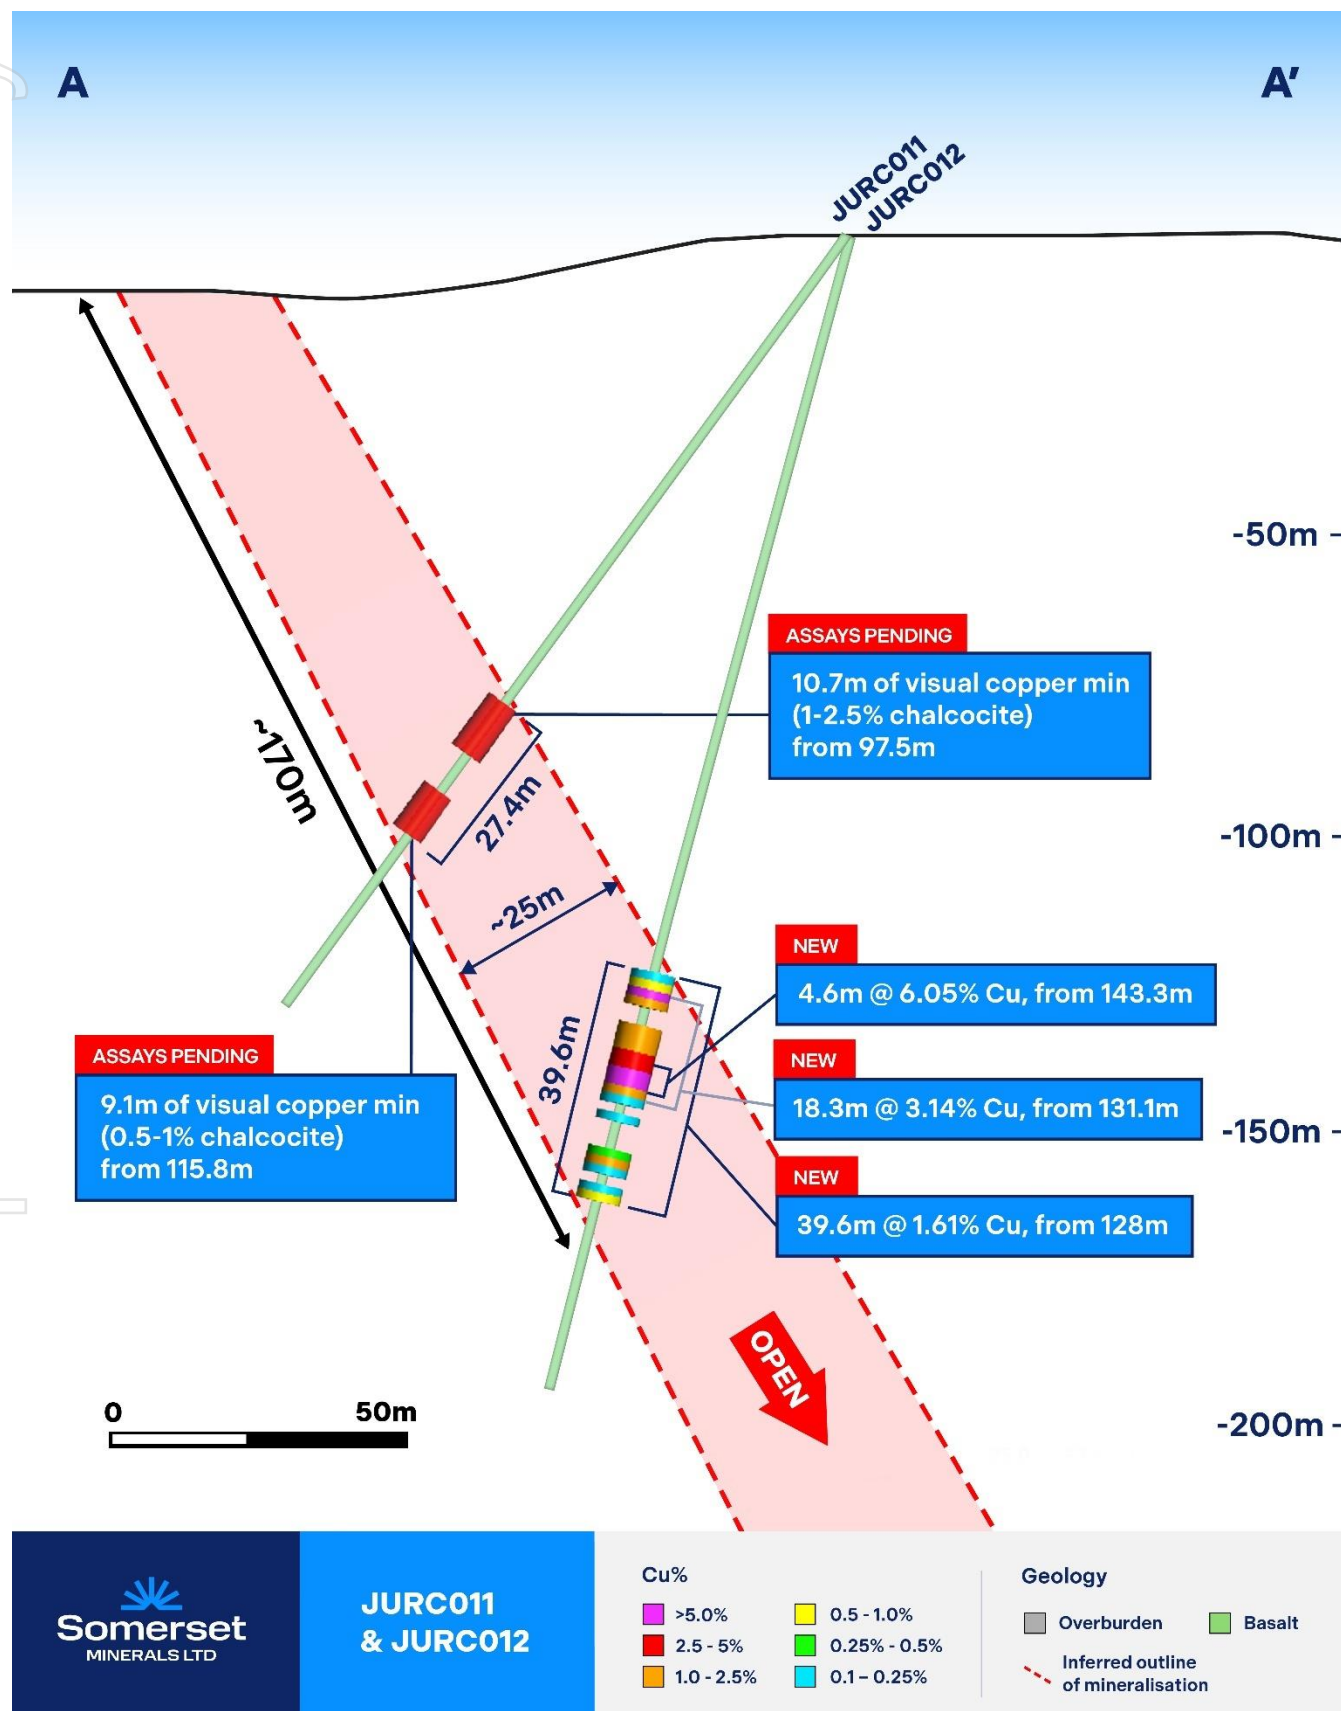 A
A'
JURC011
JURC012
-50m
ASSAYS PENDING
10.7m of visual copper min
(1-2.5% chalcocite)
from 97.5m
~170m
27.4m
-100m
~25m
NEW
4.6m @ 6.05% Cu, from 143.3m
39.6m
ASSAYS PENDING
9.1m of visual copper min
(0.5-1% chalcocite)
from 115.8m
NEW
18.3m @ 3.14% Cu, from 131.1m
-150m
NEW
39.6m @ 1.61% Cu, from 128m
OPEN
0
50m
-200m
Somerset
MINERALS LTD
JURC011
& JURC012
Cu%
>5.0%
2.5 - 5%
1.0 - 2.5%
0.5 - 1.0%
0.25% - 0.5%
0.1 – 0.25%
Geology
Overburden
Basalt
Inferred outline
of mineralisation